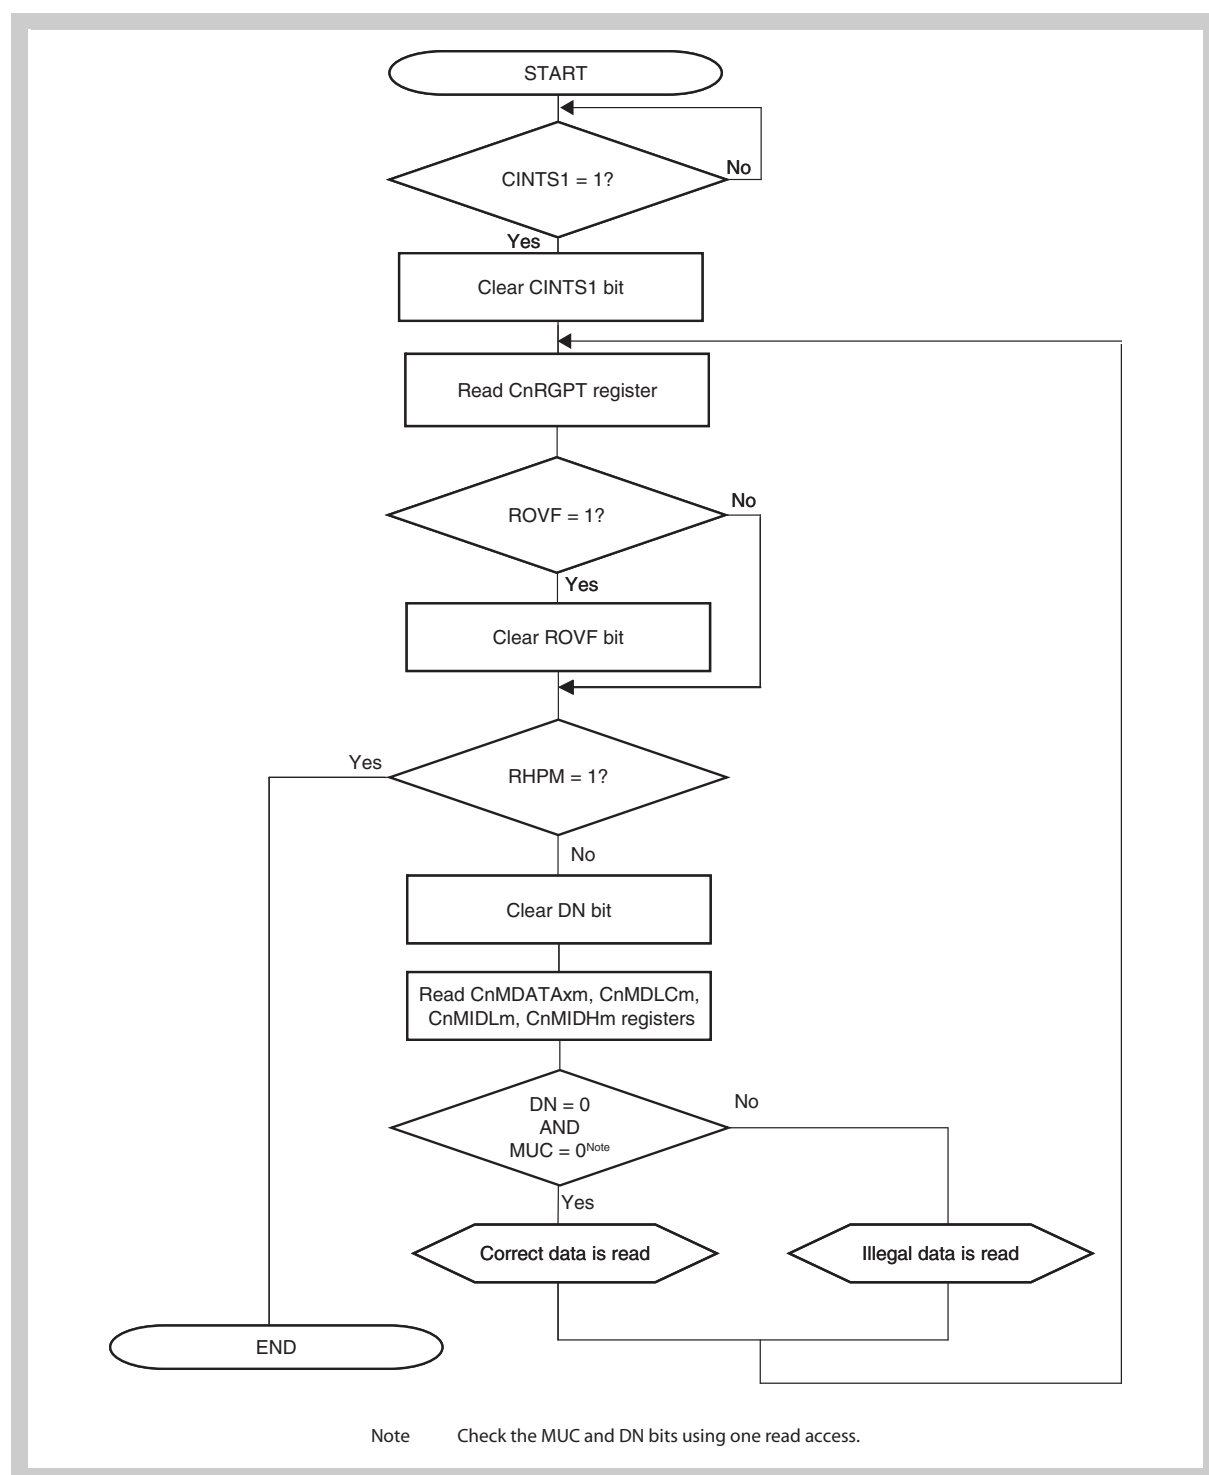 START
CINTS1 = 1?
No
Yes
Clear CINTS1 bit
Read CnRGPT register
ROVF = 1?
No
Yes
Clear ROVF bit
RHPM = 1?
Yes
No
Clear DN bit
Read CnMDATAxm, CnMDLCm,
CnMIDLm, CnMIDHm registers
DN = 0
AND
MUC = 0Note
No
Yes
Correct data is read
Illegal data is read
END
Note Check the MUC and DN bits using one read access.